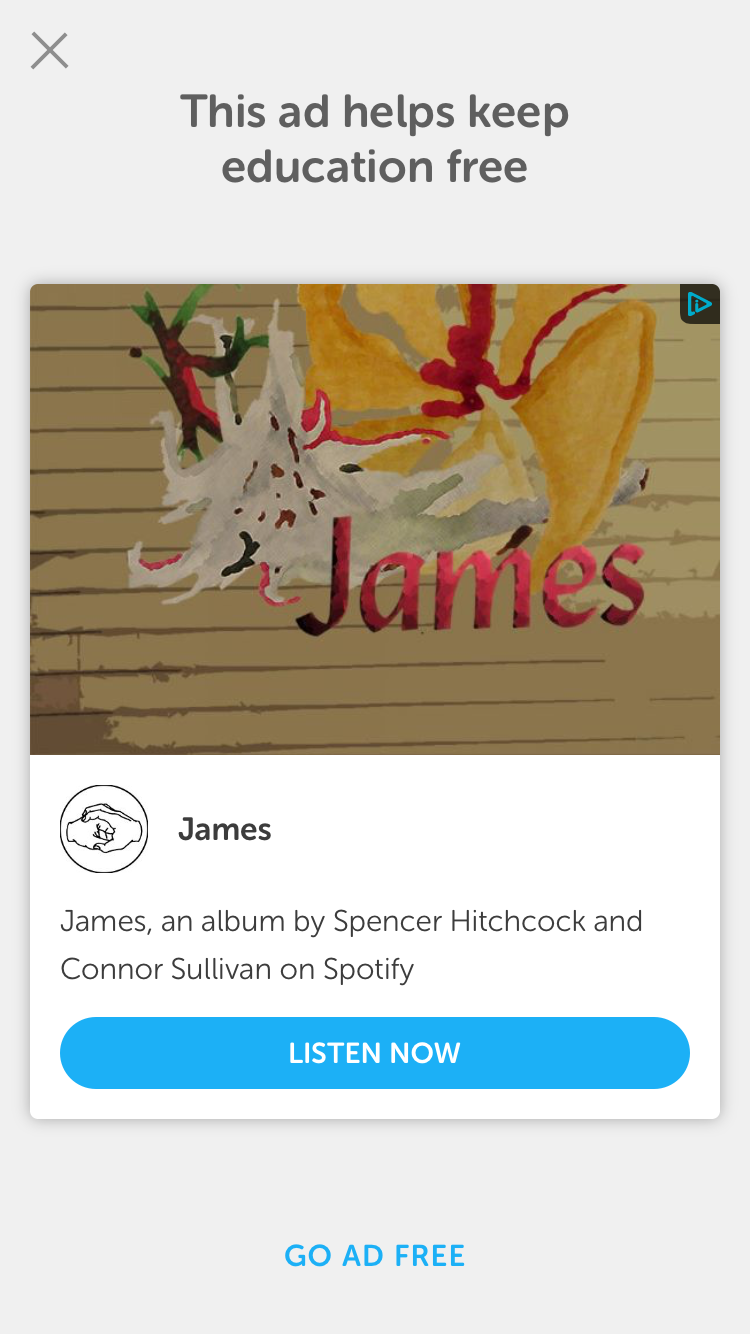 This ad helps keep
education free
James
James
James, an album by Spencer Hitchcock and
Connor Sullivan on Spotify
LISTEN NOW
GO AD FREE